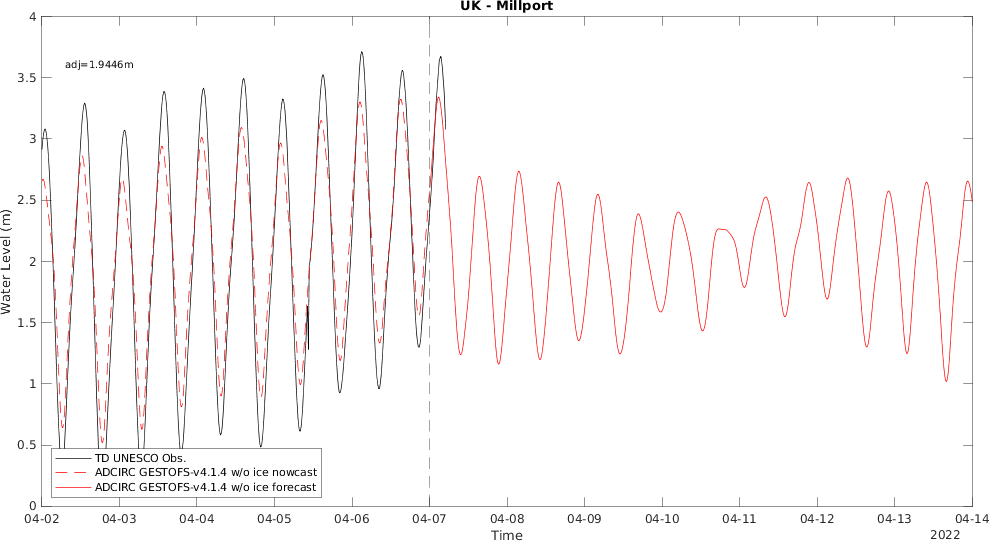 UK - Millport
adj=1.9446m
4
3.5
3
2.5
2
1.5
1
0.5
0
Water Level (m)
TD UNESCO Obs.
ADCIRC GESTOFS-v4.1.4 w/o ice nowcast
ADCIRC GESTOFS-v4.1.4 w/o ice forecast
04-02 04-03 04-04 04-05 04-06 04-07 04-08 04-09 04-10 04-11 04-12 04-13 04-14
Time
2022